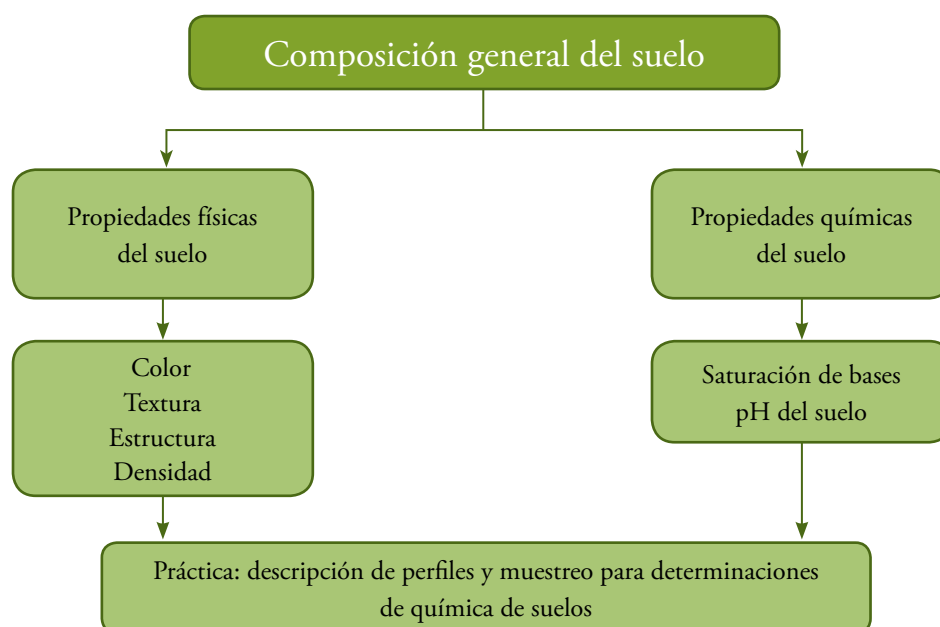 Composición general del suelo
Propiedades físicas
del suelo
Propiedades químicas
del suelo
Color
Textura
Estructura
Densidad
Saturación de bases
pH del suelo
Práctica: descripción de perfiles y muestreo para determinaciones
de química de suelos